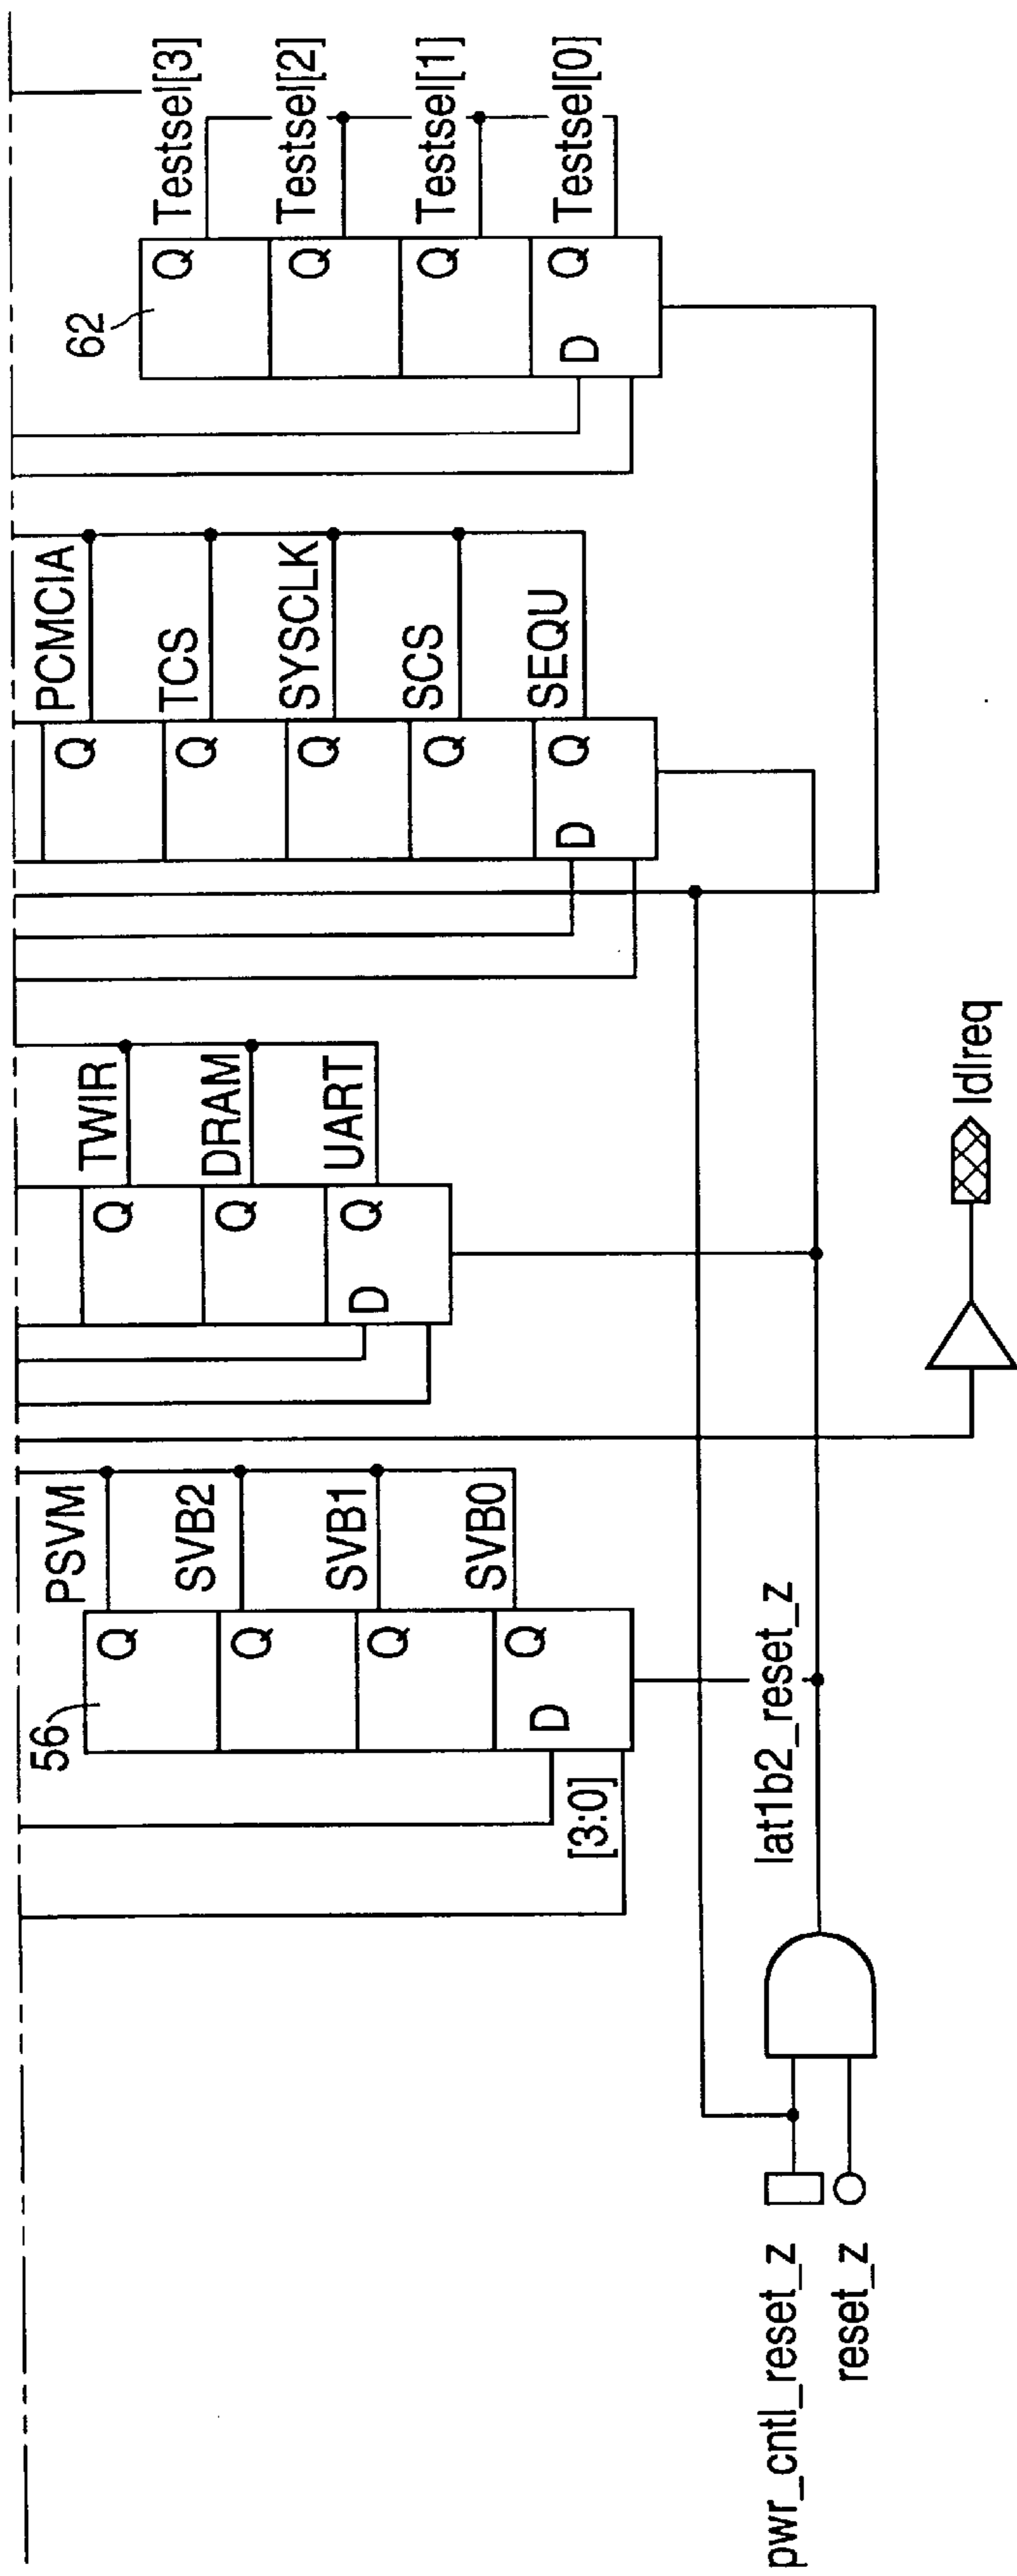 56
PSVM
Q
SVB2
Q
SVB1
Q
SVB0
D Q
[3:0]
TWIR
Q
DRAM
Q
UART
D Q
PCMCIA
Q
TCS
Q
SYSCLK
Q
SCS
Q
SEQU
D Q
62
Testsel[3]
Q
Testsel[2]
Q
Testsel[1]
Q
Testsel[0]
D Q
lat1b2_reset_z
pwr_cntl_reset_z
reset_z
Idlreq